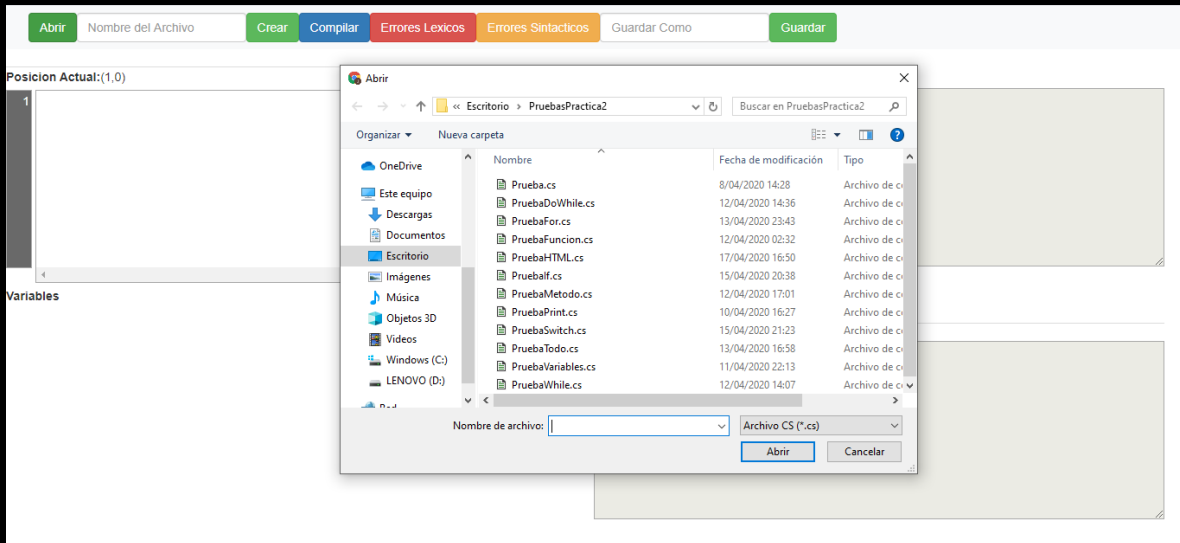 Abrir Nombre del Archivo Crear Compilar Errores Lexicos Errores Sintacticos Guardar Como Guardar
Posicion Actual:(1,0)
1
Variables
Abrir
« Escritorio › PruebasPractica2 Buscar en PruebasPractica2
Organizar Nueva carpeta
OneDrive
Este equipo
Descargas
Documentos
Escritorio
Imágenes
Música
Objetos 3D
Videos
Windows (C:)
LENOVO (D:)
Nombre Fecha de modificación Tipo
Prueba.cs 8/04/2020 14:28 Archivo de
PruebaDoWhile.cs 12/04/2020 14:36 Archivo de
PruebaFor.cs 13/04/2020 23:43 Archivo de
PruebaFuncion.cs 12/04/2020 02:32 Archivo de
PruebaHTML.cs 17/04/2020 16:50 Archivo de
PruebaIf.cs 15/04/2020 20:38 Archivo de
PruebaMetodo.cs 12/04/2020 17:01 Archivo de
PruebaPrint.cs 10/04/2020 16:27 Archivo de
PruebaSwitch.cs 15/04/2020 21:23 Archivo de
PruebaTodo.cs 13/04/2020 16:58 Archivo de
PruebaVariables.cs 11/04/2020 22:13 Archivo de
PruebaWhile.cs 12/04/2020 14:07 Archivo de
Nombre de archivo: Archivo CS (*.cs)
Abrir Cancelar